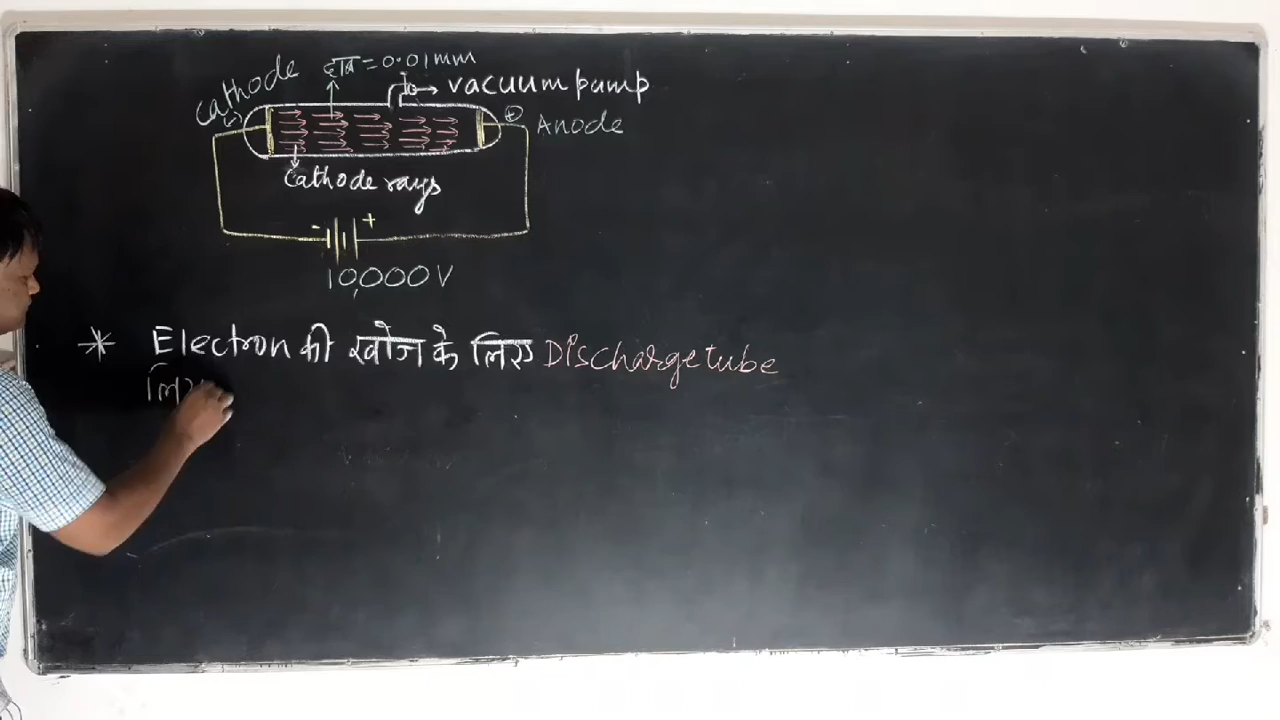 cathode
(-)
दाब = 0.01mm
vacuum pump
(+)
Anode
Cathode rays
- +
10,000V
* Electron की खोज के लिए Discharge tube